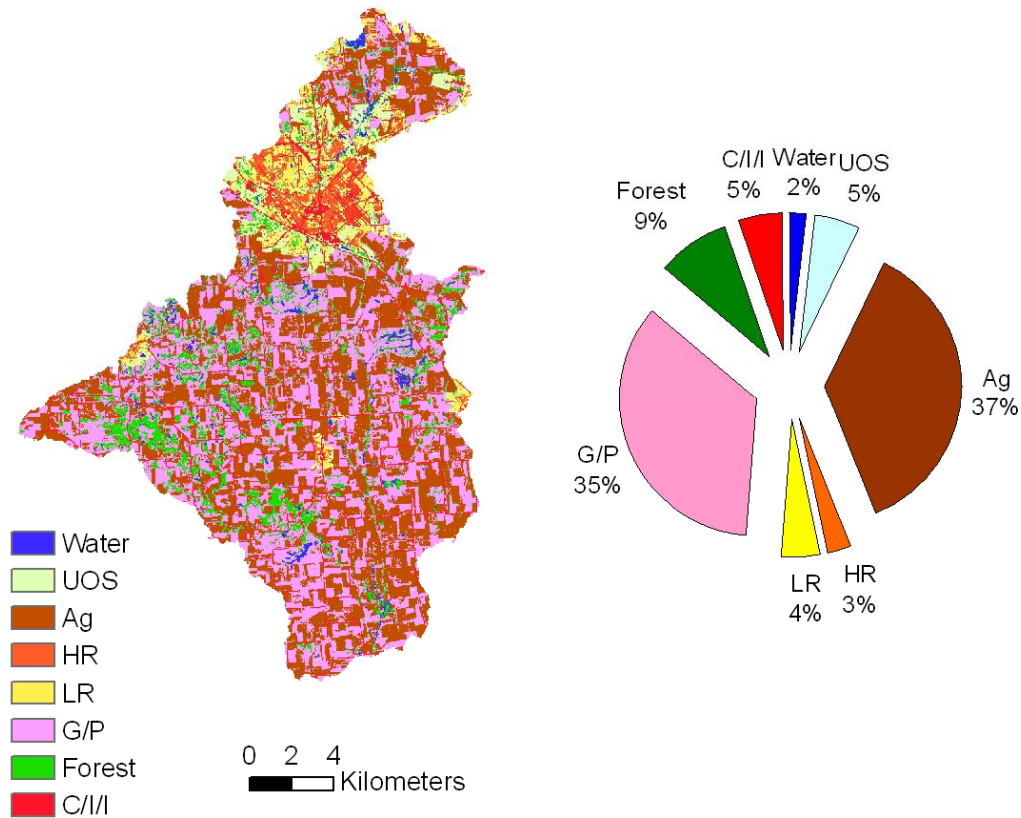 C/I/I Water UOS
5% 2% 5%
Forest
9%
Ag
37%
G/P
35%
LR
4%
HR
3%
Water
UOS
Ag
HR
LR
G/P
Forest
C/I/I
0 2 4
Kilometers